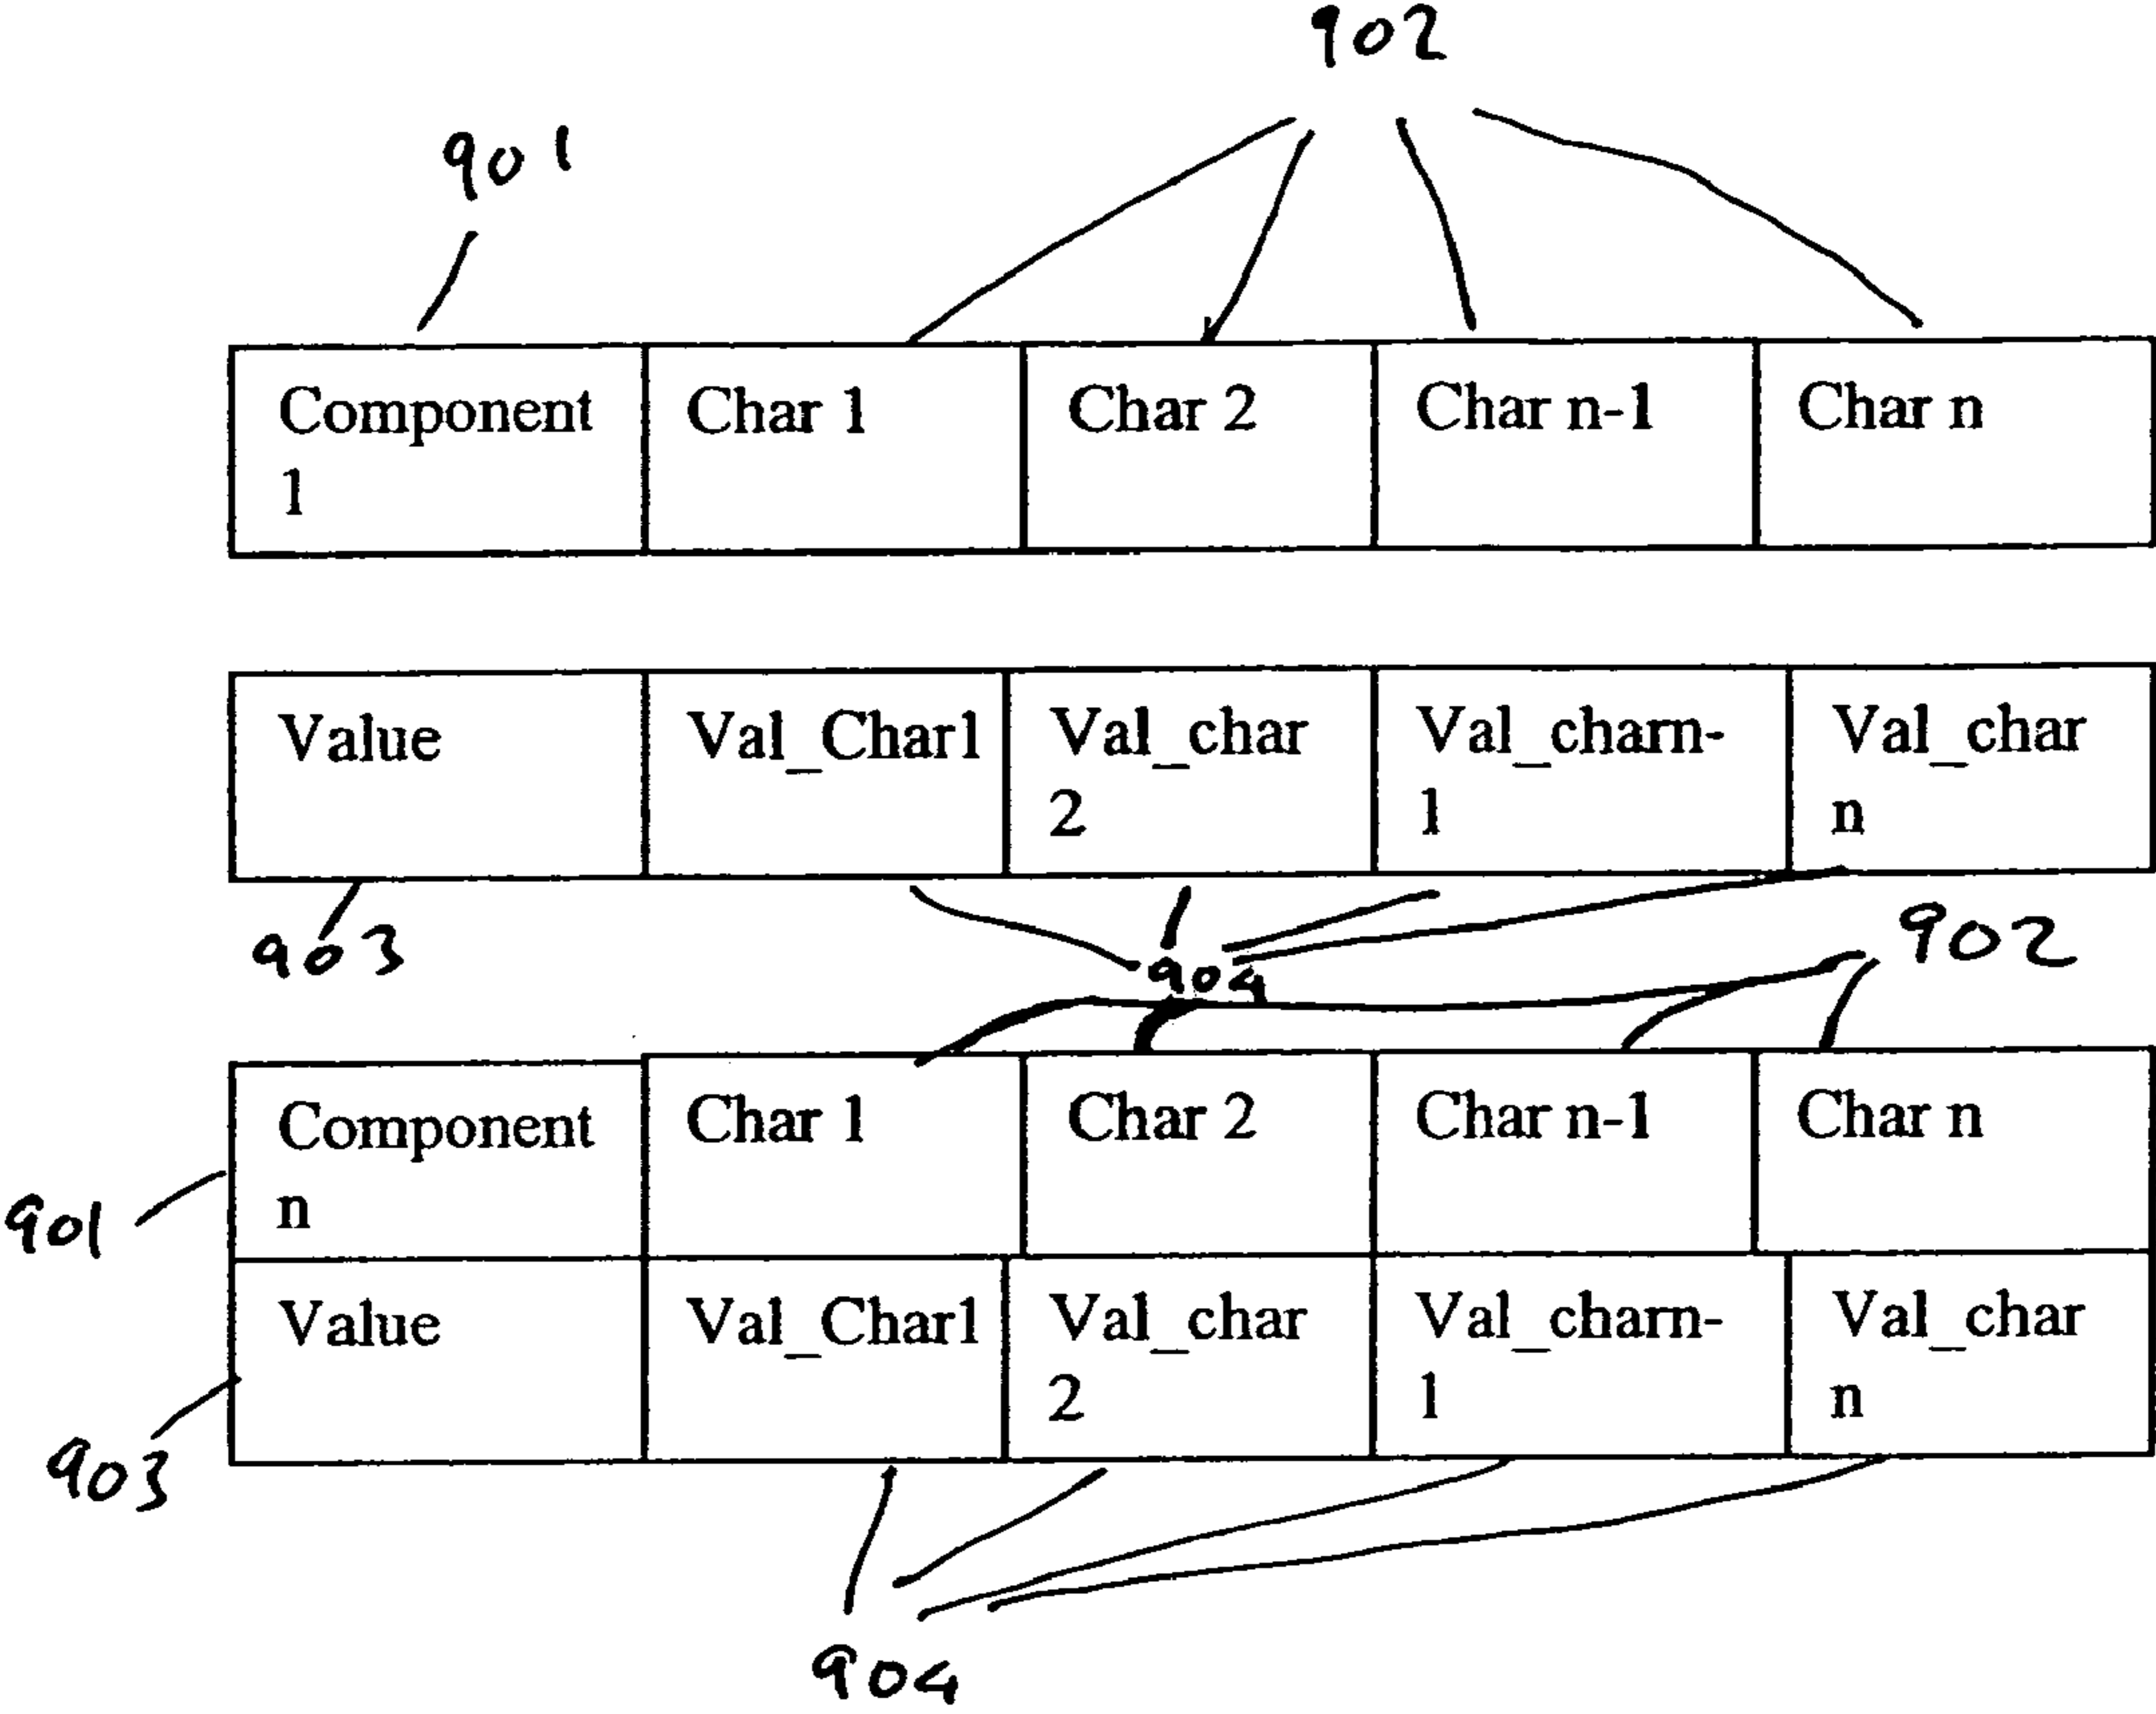 902
901
Component Char 1 Char 2 Char n-1 Char n
1
Value Val_Char1 Val_char Val_charn- Val_char
2 1 n
903 904 902
Component Char 1 Char 2 Char n-1 Char n
n
901
Value Val_Char1 Val_char Val_charn- Val_char
2 1 n
903
904